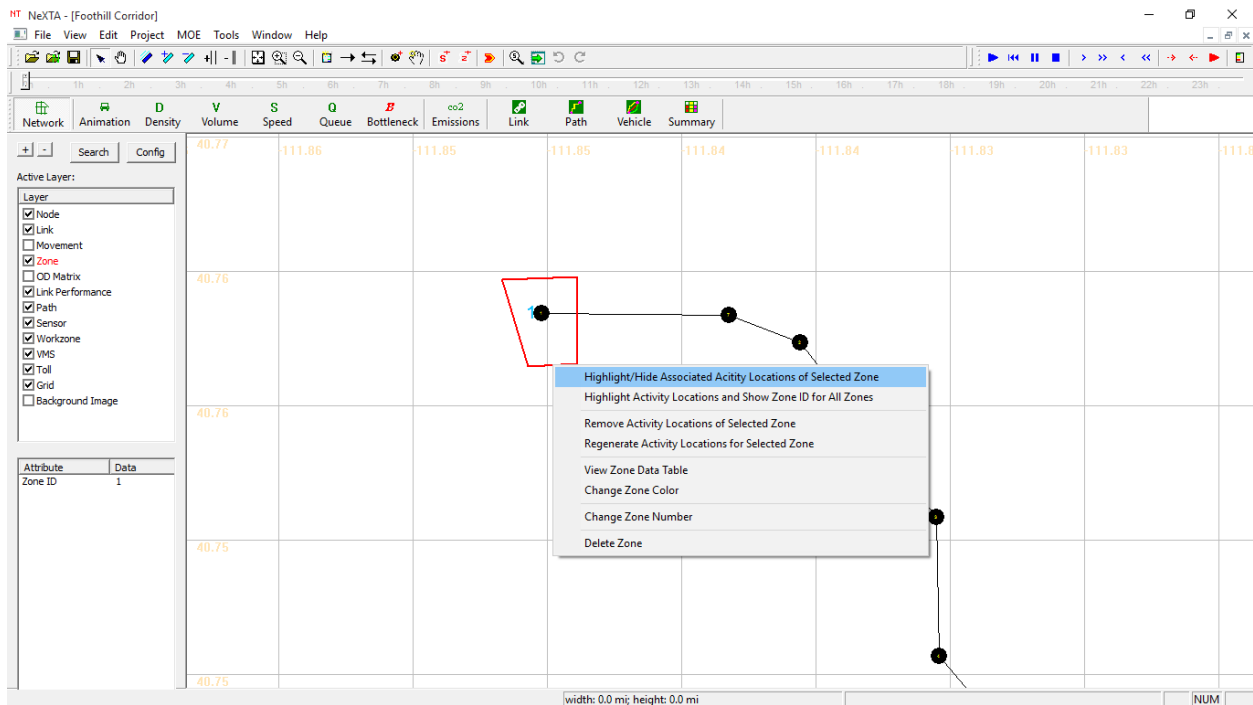 NT NeXTA - [Foothill Corridor]
File View Edit Project MOE Tools Window Help
1h 2h 3h 4h 5h 6h 7h 8h 9h 10h 11h 12h 13h 14h 15h 16h 17h 18h 19h 20h 21h 22h 23h
Network Animation D Density V Volume S Speed Q Queue B Bottleneck co2 Emissions Link Path Vehicle Summary
+ - Search Config
40.77 -111.86 -111.85 -111.85 -111.84 -111.84 -111.83 -111.83 -111.8
Active Layer:
Layer
Node
Link
Movement
Zone
OD Matrix
40.76
Link Performance
Path
1
Sensor
Workzone
VMS
Toll
Grid
Background Image
Highlight/Hide Associated Acitity Locations of Selected Zone
Highlight Activity Locations and Show Zone ID for All Zones
40.76
Remove Activity Locations of Selected Zone
Regenerate Activity Locations for Selected Zone
Attribute Data
Zone ID 1
View Zone Data Table
Change Zone Color
Change Zone Number
Delete Zone
40.75
40.75
width: 0.0 mi; height: 0.0 mi
NUM